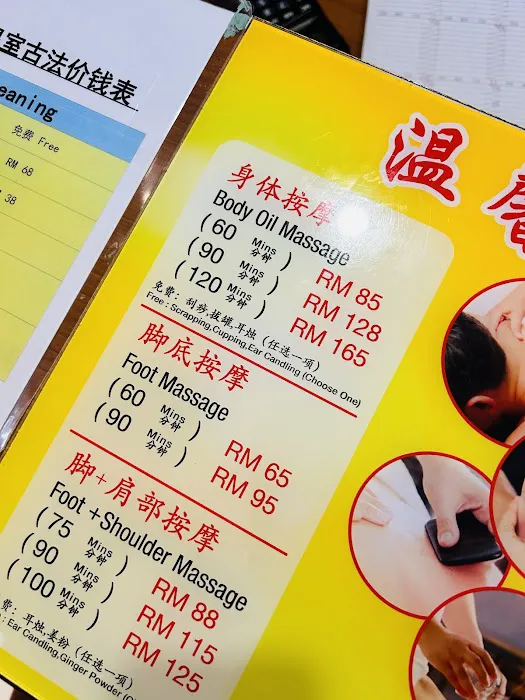 室古法价钱表
eaning
免费 Free
RM 68
38
温
身体按摩
Body Oil Massage
(60 Mins 分钟) RM 85
(90 Mins 分钟) RM 128
(120 Mins 分钟) RM 165
免费: 刮痧,拔罐,耳烛 (任选一项)
Free : Scrapping,Cupping,Ear Candling (Choose One)
脚底按摩
Foot Massage
(60 Mins 分钟) RM 65
(90 Mins 分钟) RM 95
脚+肩部按摩
Foot +Shoulder Massage
(75 Mins 分钟) RM 88
(90 Mins 分钟) RM 115
(100 Mins 分钟) RM 125
费: 耳烛,姜粉 (任选一项)
: Ear Candling,Ginger Powder